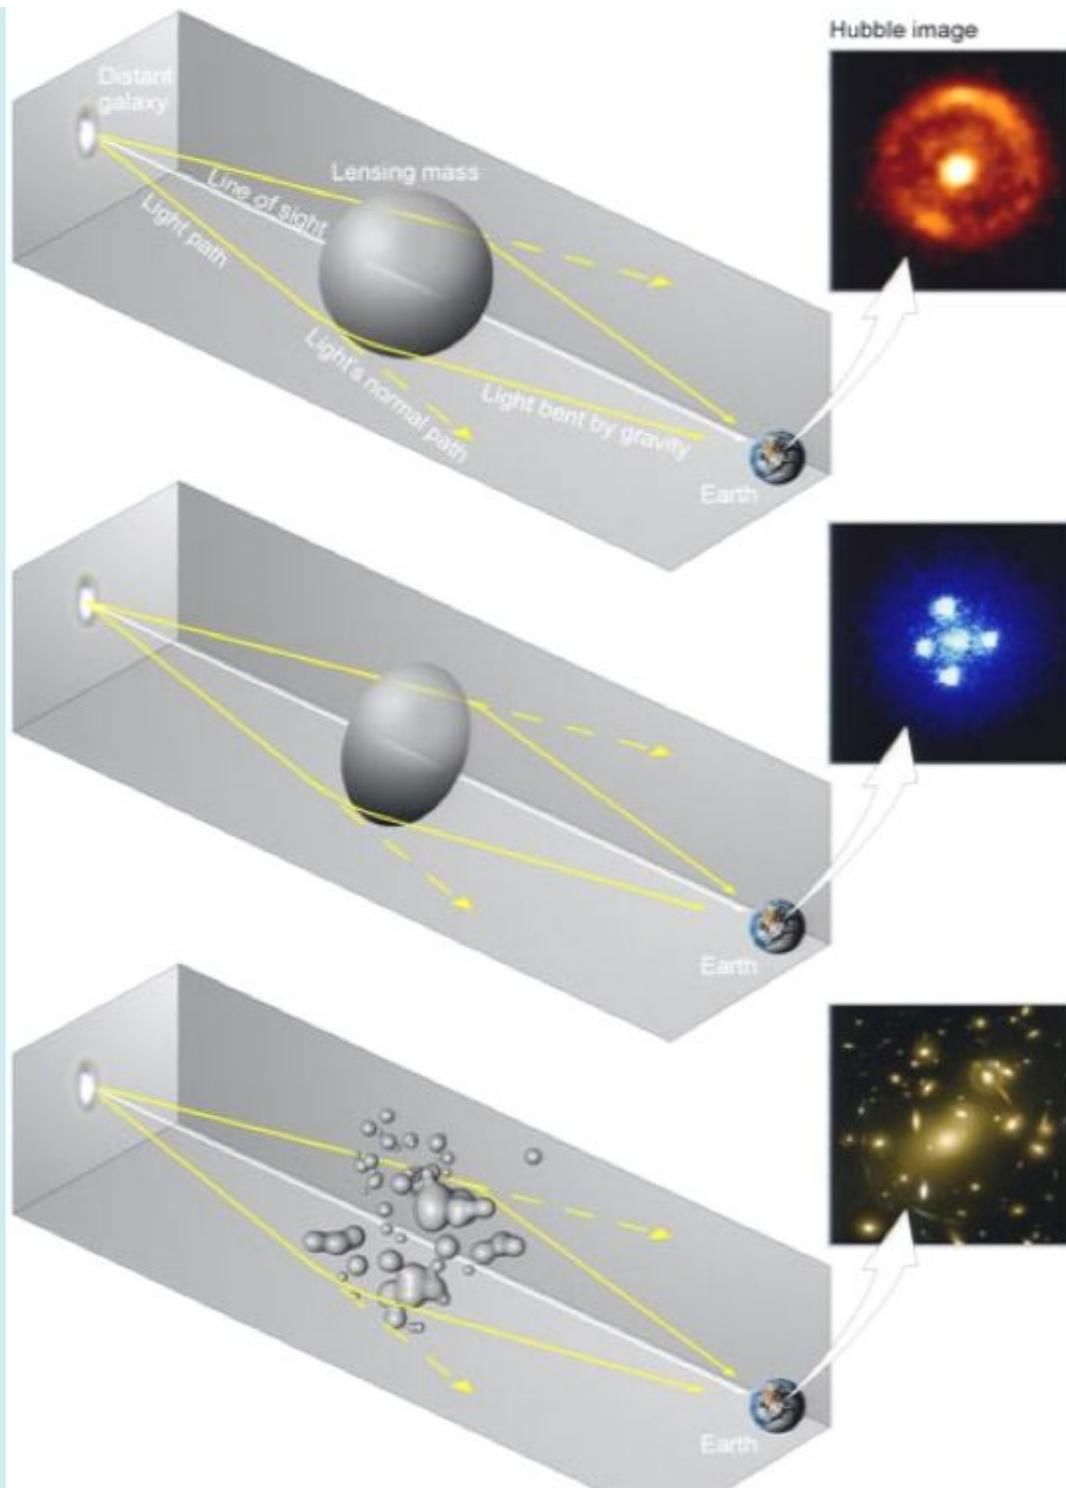 Hubble image
Distant
galaxy
Lensing mass
Line of sight
Light path
Light's normal path
Light bent by gravity
Earth
Earth
Earth